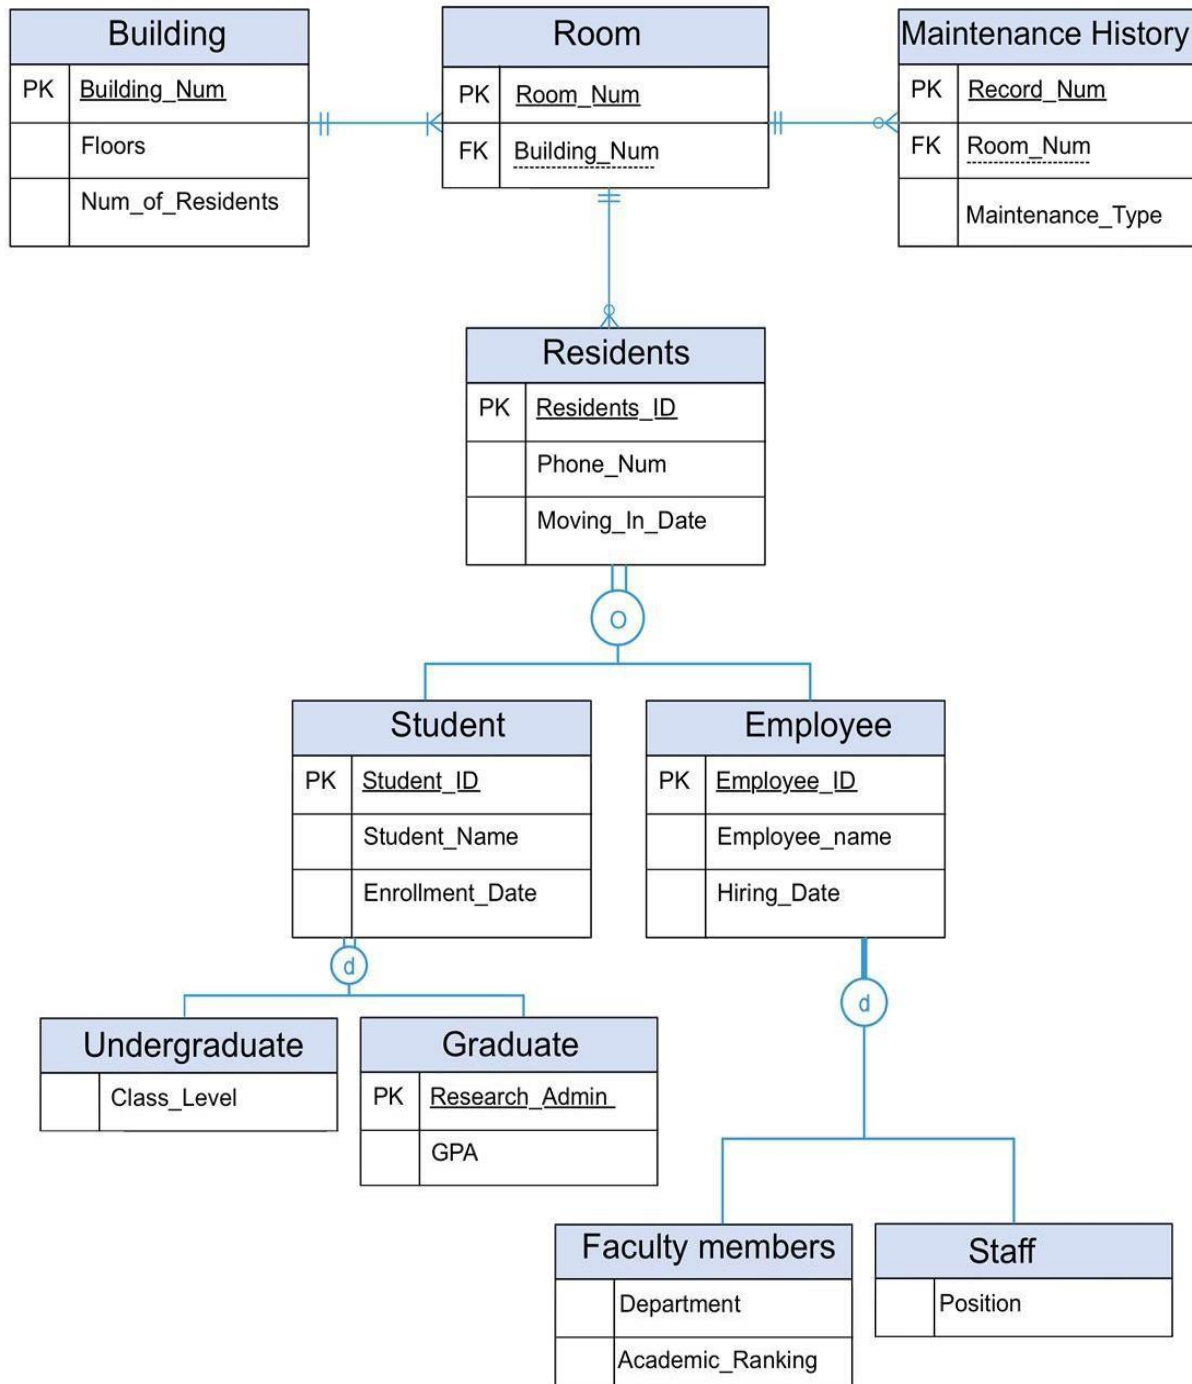 Building
PK Building_Num
Floors
Num_of_Residents
Room
PK Room_Num
FK Building_Num
Maintenance History
PK Record_Num
FK Room_Num
Maintenance_Type
Residents
PK Residents_ID
Phone_Num
Moving_In_Date
o
Student
PK Student_ID
Student_Name
Enrollment_Date
Employee
PK Employee_ID
Employee_name
Hiring_Date
d
d
Undergraduate
Class_Level
Graduate
PK Research_Admin_
GPA
Faculty members
Department
Academic_Ranking
Staff
Position